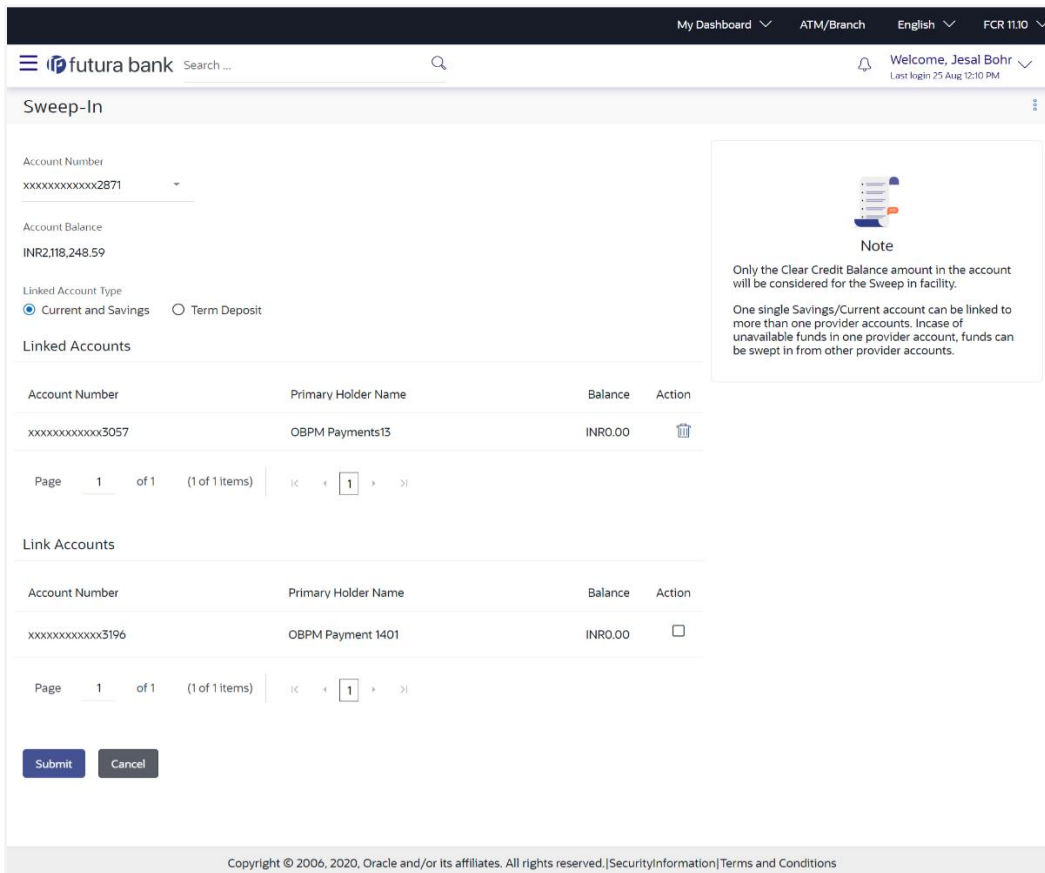 My Dashboard ATM/Branch English FCR 11.10
futura bank Search ... Welcome, Jesal Bohr
Last login 25 Aug 12:10 PM
Sweep-In
Account Number
xxxxxxxxxxxx2871
Account Balance
INR2,118,248.59
Linked Account Type
Current and Savings Term Deposit
Note
Only the Clear Credit Balance amount in the account
will be considered for the Sweep in facility.
One single Savings/Current account can be linked to
more than one provider accounts. Incase of
unavailable funds in one provider account, funds can
be swept in from other provider accounts.
Linked Accounts
Account Number Primary Holder Name Balance Action
xxxxxxxxxxxx3057 OBPM Payments13 INR0.00
Page 1 of 1 (1 of 1 items) 1
Link Accounts
Account Number Primary Holder Name Balance Action
xxxxxxxxxxxx3196 OBPM Payment 1401 INR0.00
Page 1 of 1 (1 of 1 items) 1
Submit Cancel
Copyright © 2006, 2020, Oracle and/or its affiliates. All rights reserved.|SecurityInformation|Terms and Conditions